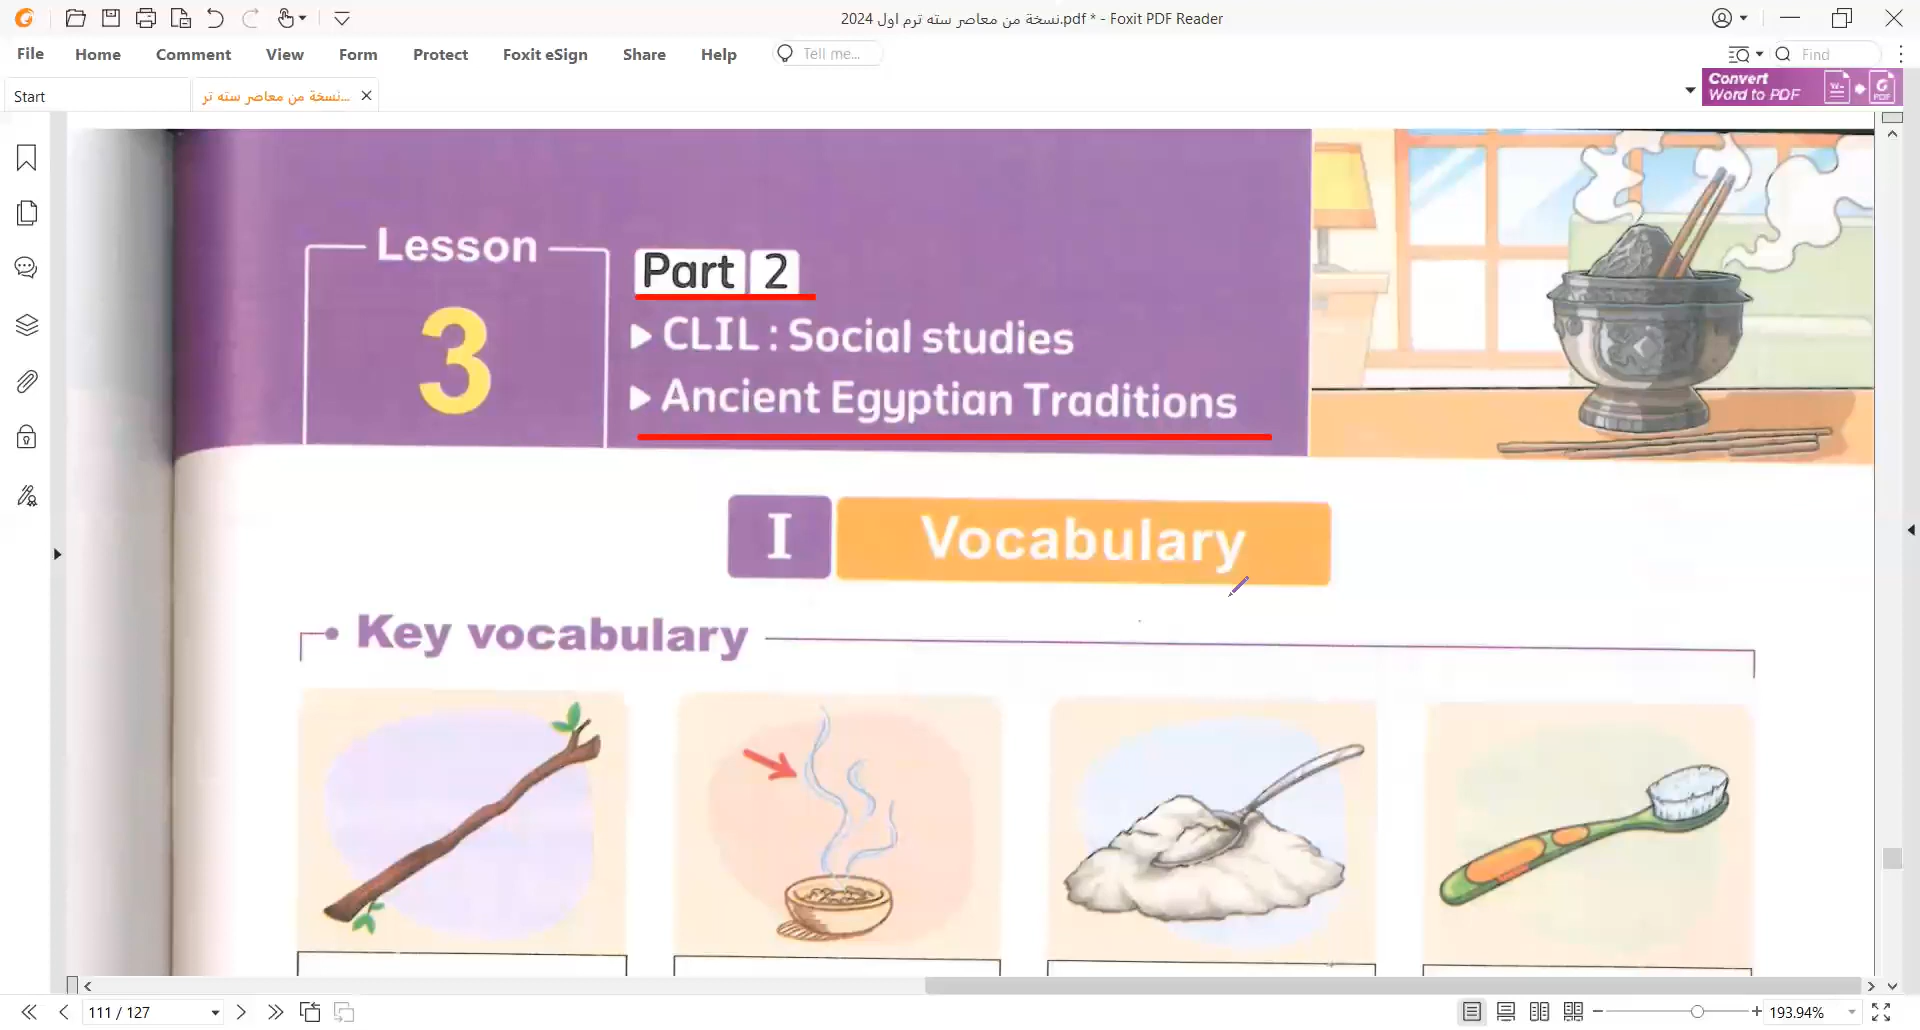 نسخة من معاصر سته ترم اول 2024.pdf * - Foxit PDF Reader
File Home Comment View Form Protect Foxit eSign Share Help Tell me... Find
Start
نسخة من معاصر سته تر...
Convert
Word to PDF
PDF
Lesson
3
Part 2
CLIL : Social studies
Ancient Egyptian Traditions
I Vocabulary
Key vocabulary
111 / 127
193.94%